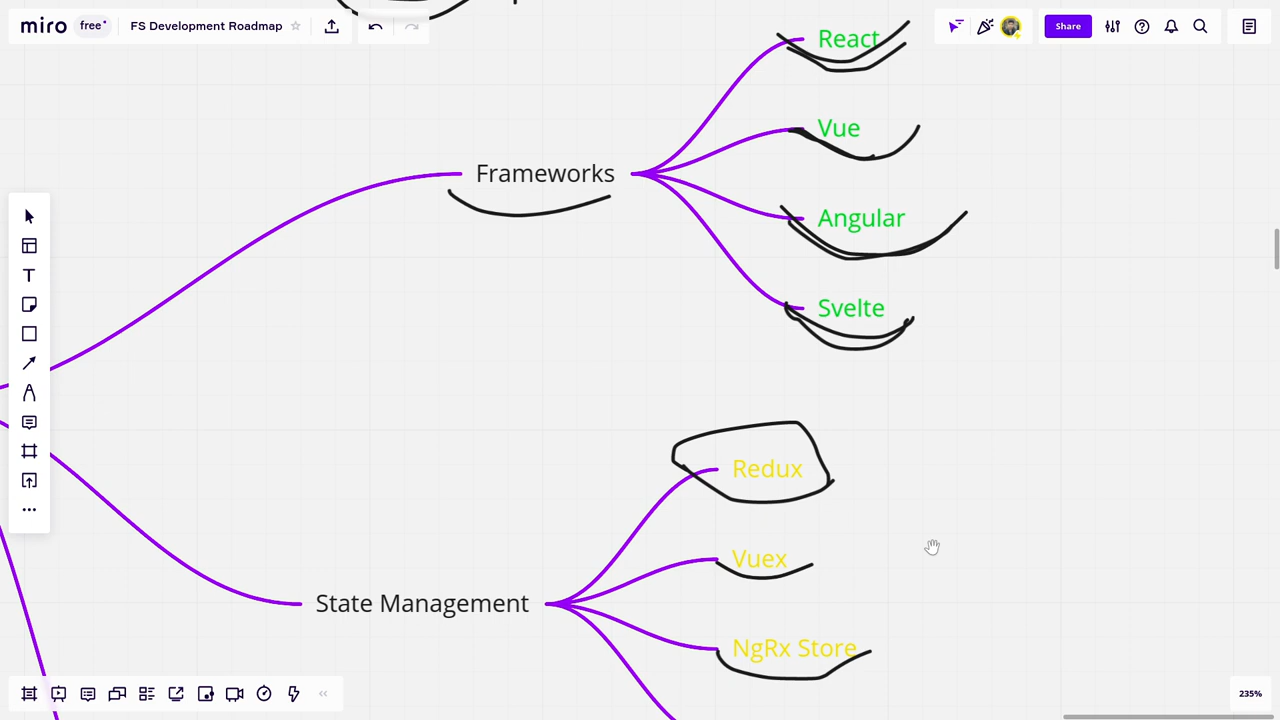 miro free FS Development Roadmap Share
React
Vue
Frameworks
Angular
Svelte
Redux
Vuex
State Management
NgRx Store
235%